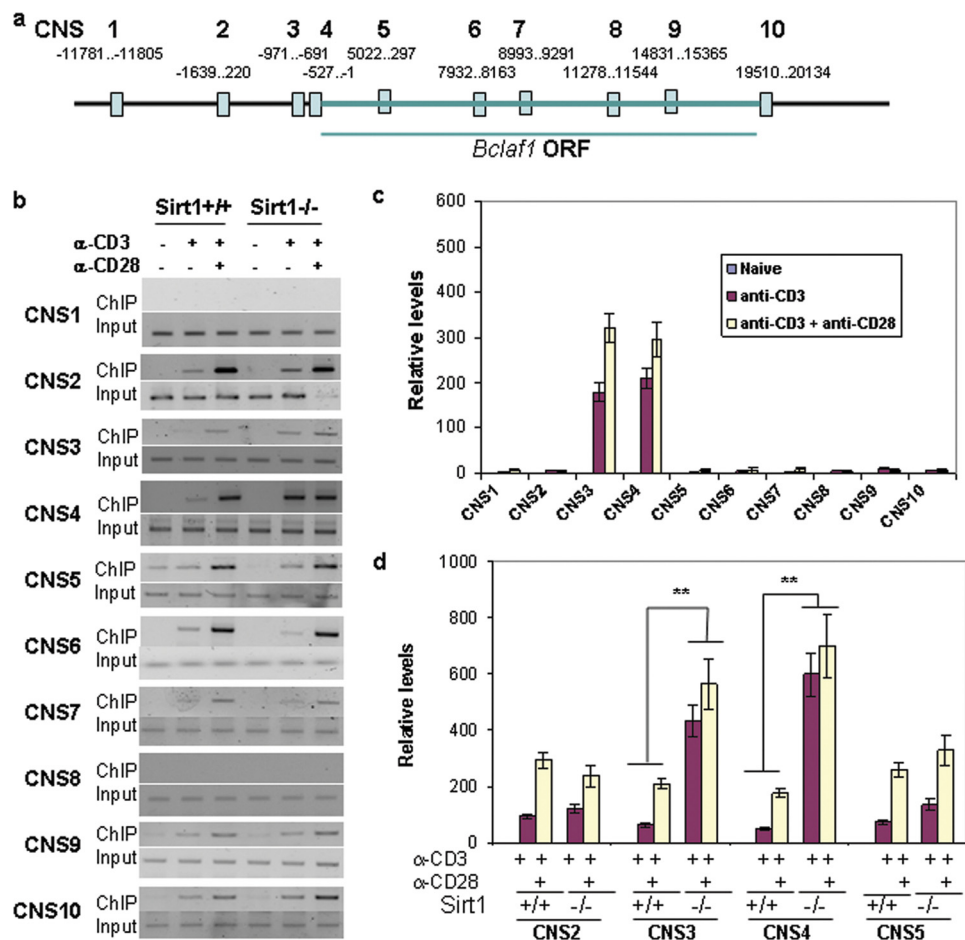 a
CNS 1 2 3 4 5 6 7 8 9 10
-11781..-11805 -971..-691 5022..297 8993..9291 14831..15365
-1639..220 -527..-1 7932..8163 11278..11544 19510..20134
Bclaf1 ORF
b
Sirt1+/+ Sirt1-/-
α-CD3 - + + - + +
α-CD28 - - + - - +
CNS1 ChIP
Input
CNS2 ChIP
Input
CNS3 ChIP
Input
CNS4 ChIP
Input
CNS5 ChIP
Input
CNS6 ChIP
Input
CNS7 ChIP
Input
CNS8 ChIP
Input
CNS9 ChIP
Input
CNS10 ChIP
Input
c
Relative levels
600
500
400
300
200
100
0
Naive
anti-CD3
anti-CD3 + anti-CD28
CNS1 CNS2 CNS3 CNS4 CNS5 CNS6 CNS7 CNS8 CNS9 CNS10
d
Relative levels
1000
800
600
400
200
0
** **
α-CD3 + + + + + + + + + + + + + + + +
α-CD28 + + + + + + + +
Sirt1 +/+ -/- +/+ -/- +/+ -/- +/+ -/-
CNS2 CNS3 CNS4 CNS5